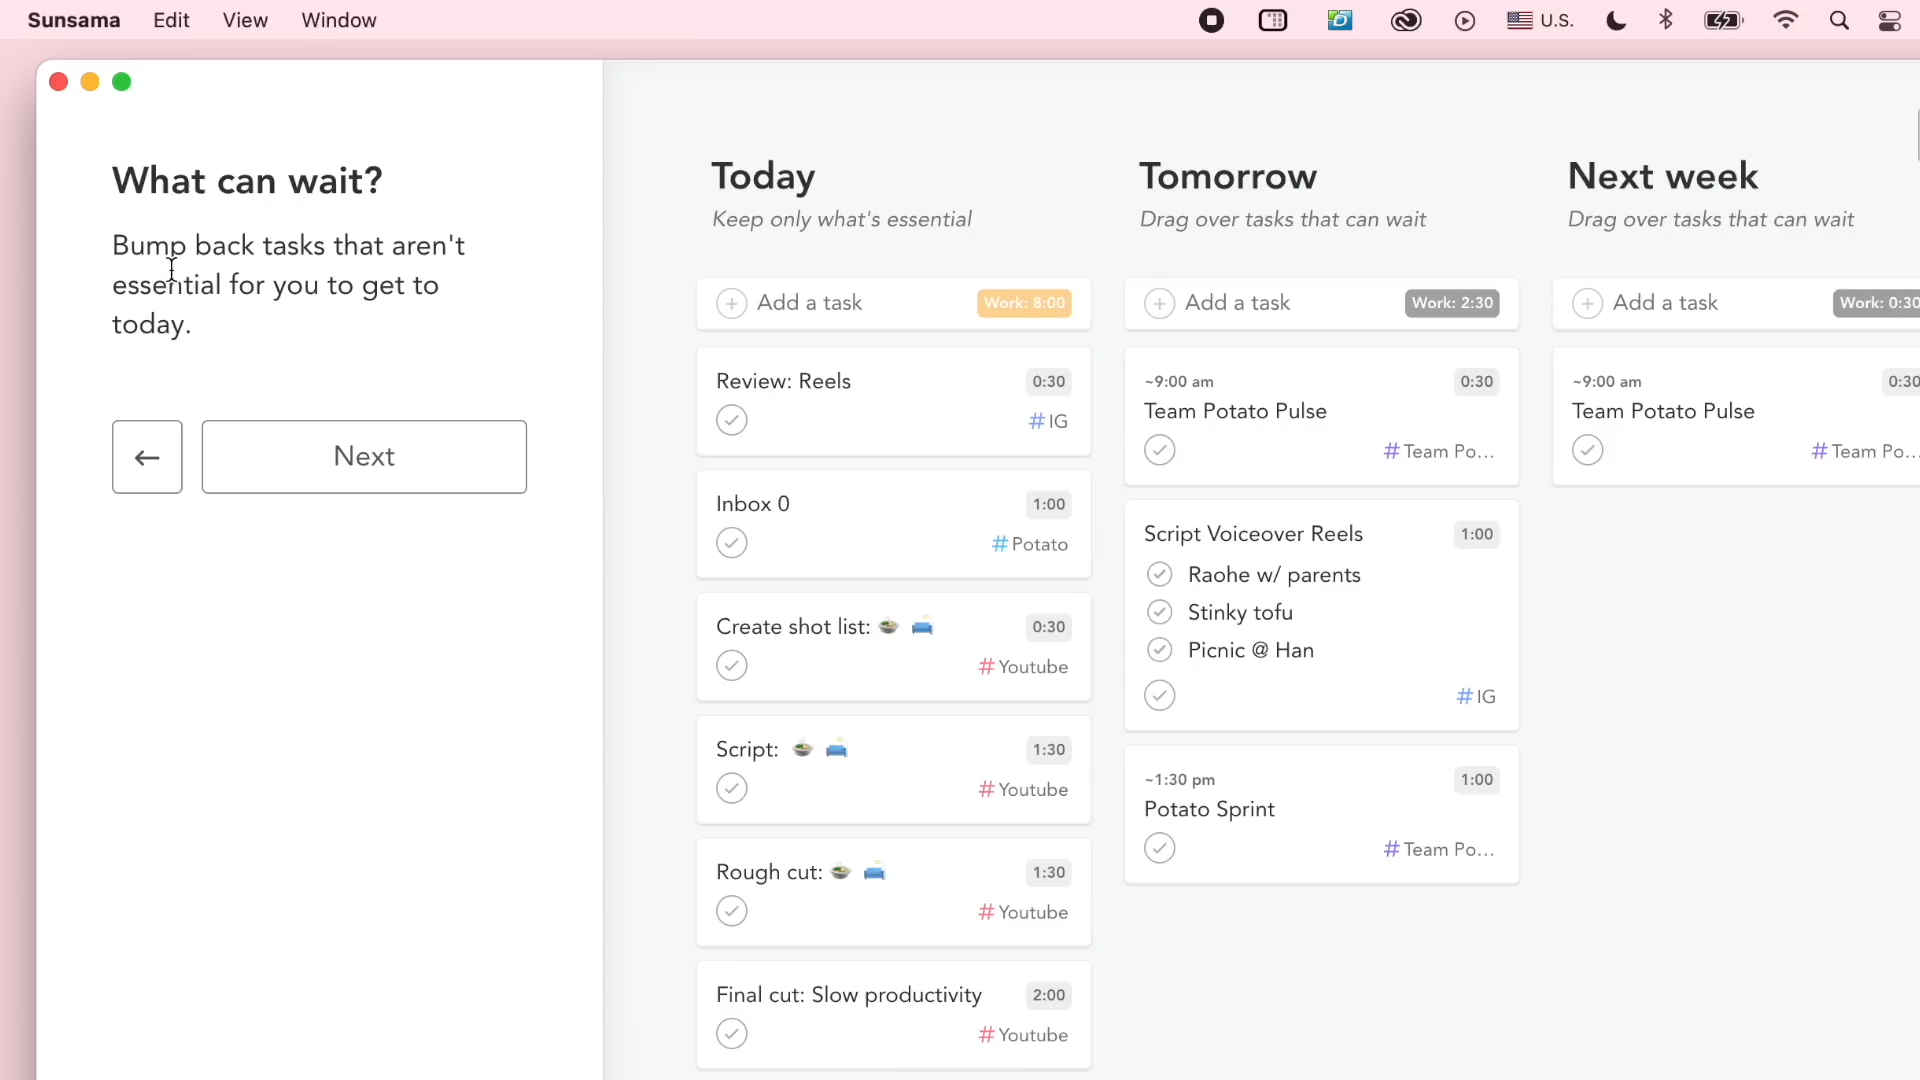 Sunsama Edit View Window
U.S.
What can wait?
Bump back tasks that aren't
essential for you to get to
today.
← Next
Today
Keep only what's essential
Add a task Work: 8:00
Review: Reels 0:30
#IG
Inbox 0 1:00
#Potato
Create shot list: 0:30
#Youtube
Script: 1:30
#Youtube
Rough cut: 1:30
#Youtube
Final cut: Slow productivity 2:00
#Youtube
Tomorrow
Drag over tasks that can wait
Add a task Work: 2:30
~9:00 am 0:30
Team Potato Pulse
#Team Po...
Script Voiceover Reels 1:00
Raohe w/ parents
Stinky tofu
Picnic @ Han
#IG
~1:30 pm 1:00
Potato Sprint
#Team Po...
Next week
Drag over tasks that can wait
Add a task Work: 0:30
~9:00 am 0:30
Team Potato Pulse
#Team Po...